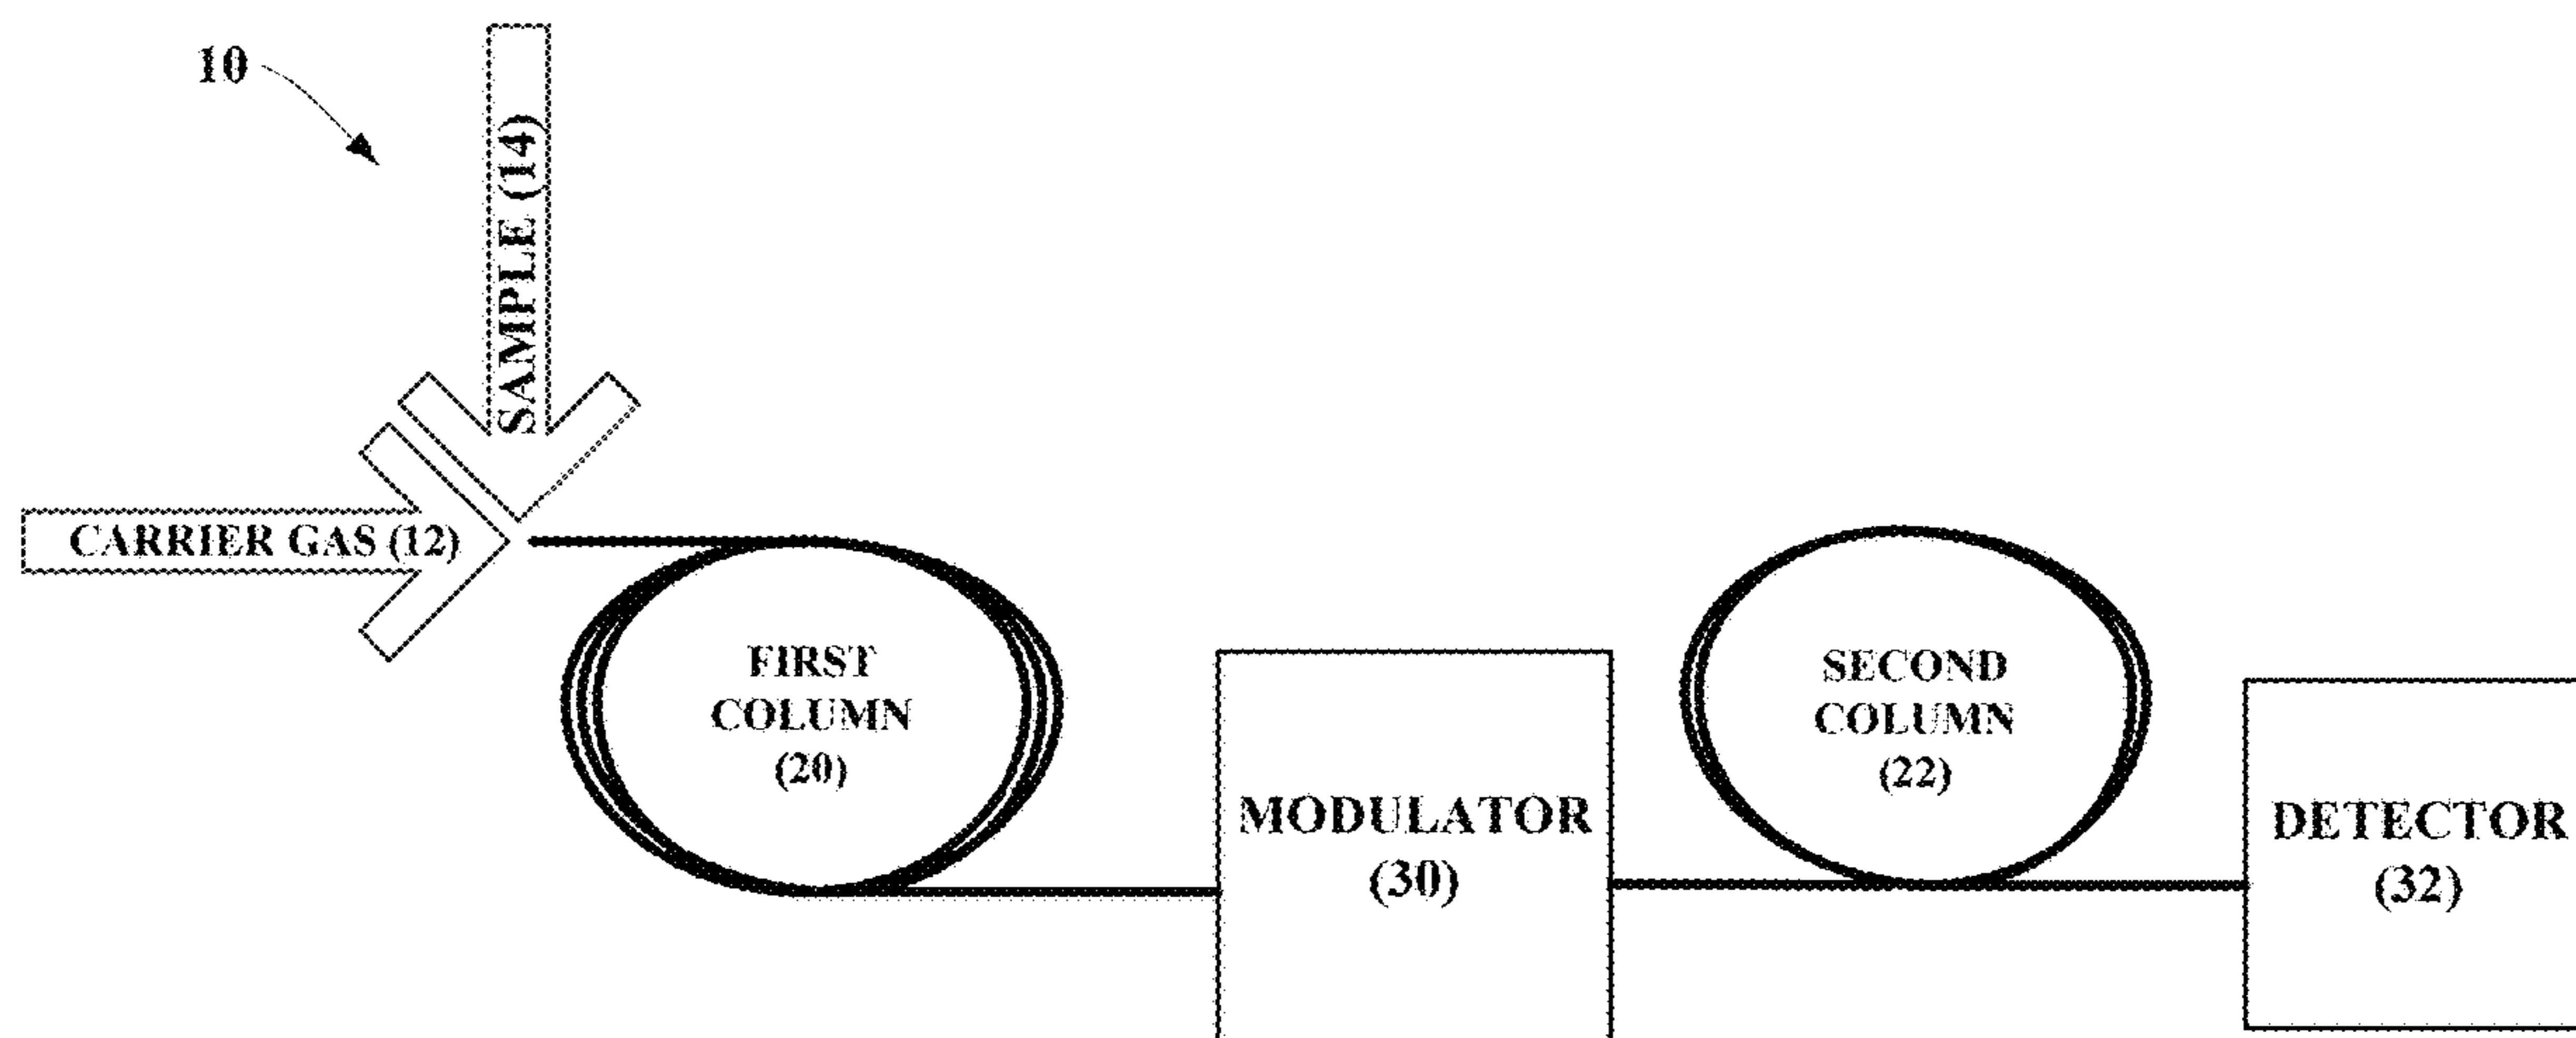 10
SAMPLE (14)
CARRIER GAS (12)
FIRST
COLUMN
(20)
MODULATOR
(30)
SECOND
COLUMN
(22)
DETECTOR
(32)